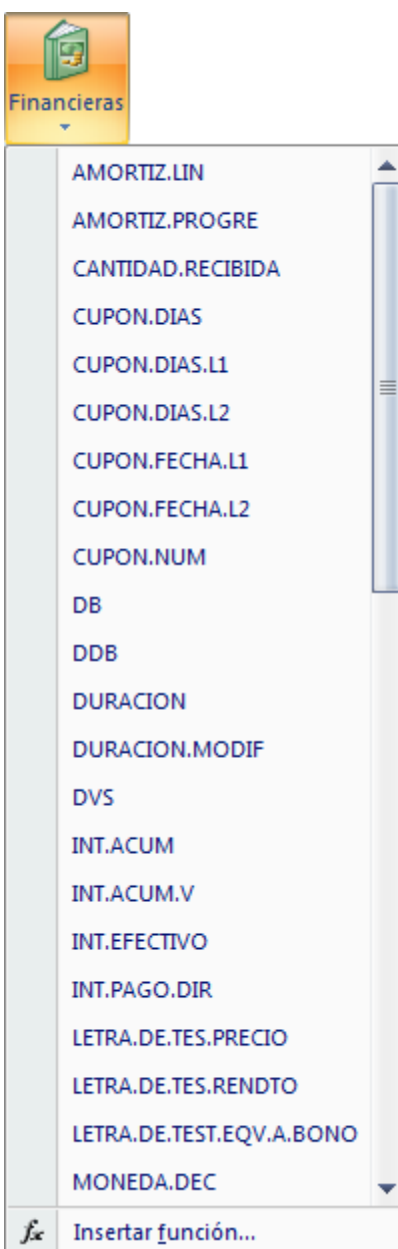 Financieras
AMORTIZ.LIN
AMORTIZ.PROGRE
CANTIDAD.RECIBIDA
CUPON.DIAS
CUPON.DIAS.L1
CUPON.DIAS.L2
CUPON.FECHA.L1
CUPON.FECHA.L2
CUPON.NUM
DB
DDB
DURACION
DURACION.MODIF
DVS
INT.ACUM
INT.ACUM.V
INT.EFECTIVO
INT.PAGO.DIR
LETRA.DE.TES.PRECIO
LETRA.DE.TES.RENDTO
LETRA.DE.TEST.EQV.A.BONO
MONEDA.DEC
fx Insertar función...